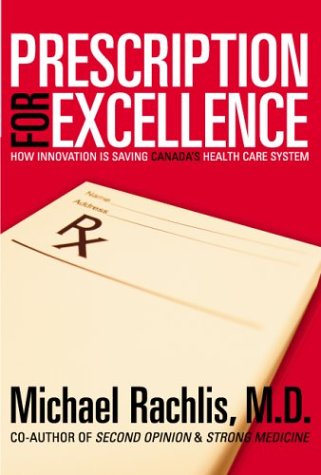 PRESCRIPTION
FOR
EXCELLENCE
HOW INNOVATION IS SAVING CANADA'S HEALTH CARE SYSTEM
Name
Address
Rx
Michael Rachlis, M.D.
CO-AUTHOR OF SECOND OPINION & STRONG MEDICINE